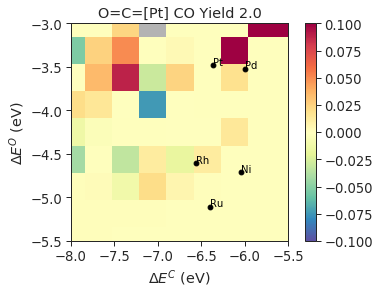 O=C=[Pt] CO Yield 2.0
−3.0
−3.5
−4.0
−4.5
−5.0
−5.5
ΔE^O (eV)
Pt
Pd
Rh
Ni
Ru
−8.0 −7.5 −7.0 −6.5 −6.0 −5.5
ΔE^C (eV)
0.100
0.075
0.050
0.025
0.000
−0.025
−0.050
−0.075
−0.100